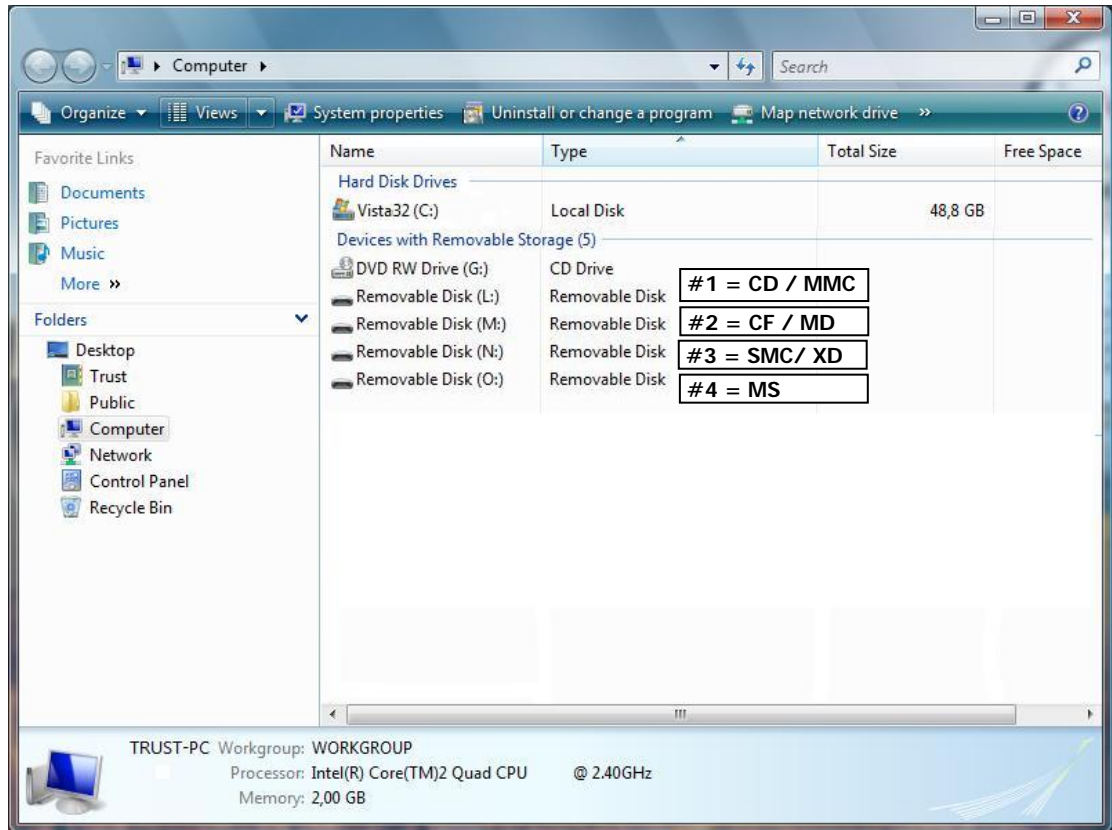 Computer
Search
Organize Views System properties Uninstall or change a program Map network drive »
Favorite Links
Documents
Pictures
Music
More »
Folders
Desktop
Trust
Public
Computer
Network
Control Panel
Recycle Bin
Name Type Total Size Free Space
Hard Disk Drives
Vista32 (C:) Local Disk 48,8 GB
Devices with Removable Storage (5)
DVD RW Drive (G:) CD Drive
Removable Disk (L:) Removable Disk #1 = CD / MMC
Removable Disk (M:) Removable Disk #2 = CF / MD
Removable Disk (N:) Removable Disk #3 = SMC/ XD
Removable Disk (O:) Removable Disk #4 = MS
TRUST-PC Workgroup: WORKGROUP
Processor: Intel(R) Core(TM)2 Quad CPU @ 2.40GHz
Memory: 2,00 GB